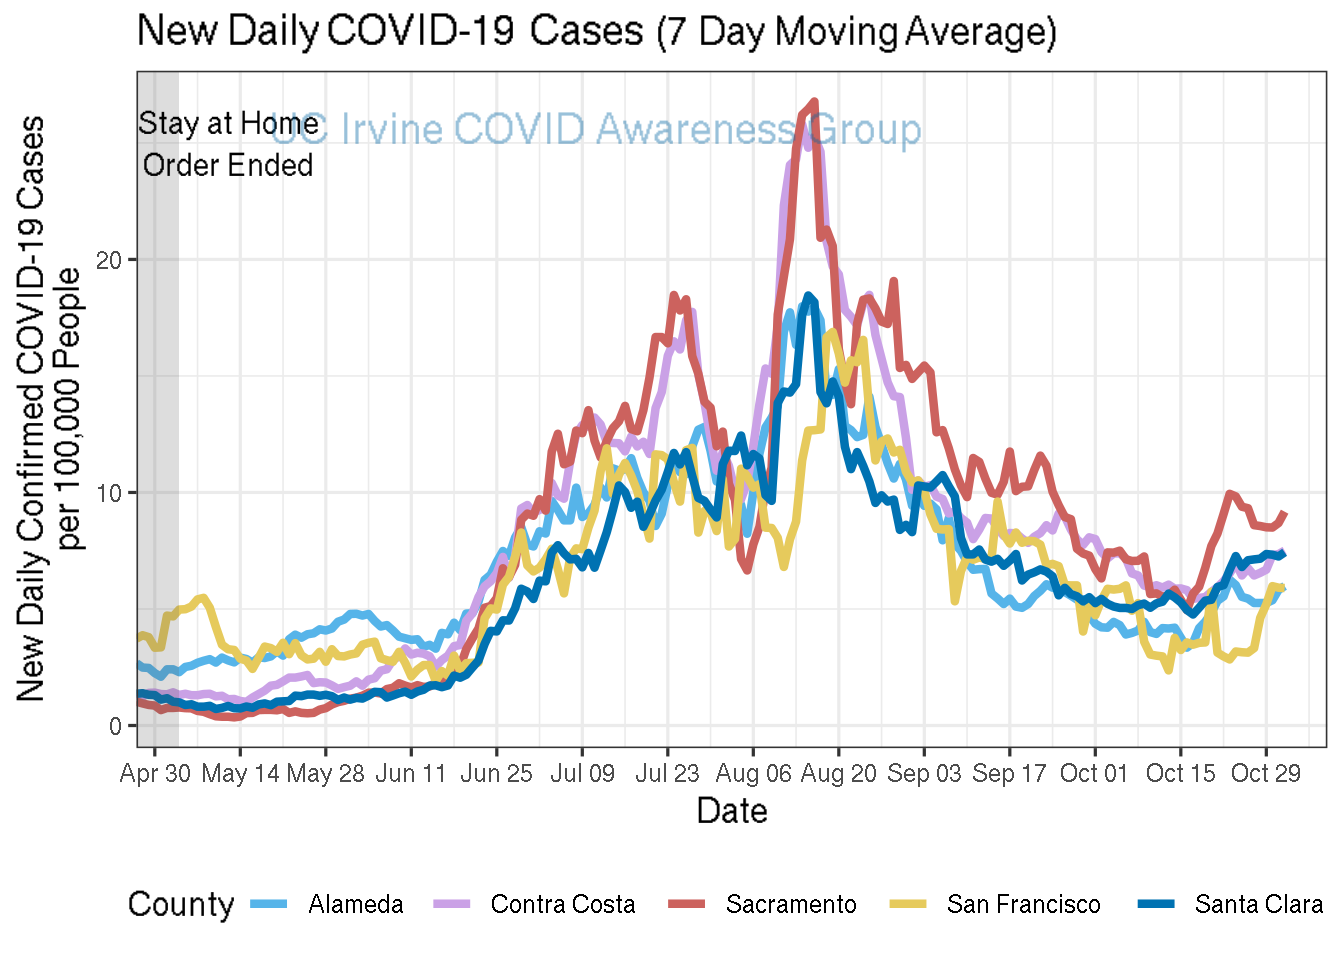 New Daily COVID-19 Cases (7 Day Moving Average)
UC Irvine COVID Awareness Group
Stay at Home
Order Ended
New Daily Confirmed COVID-19 Cases
per 100,000 People
20
10
0
Apr 30 May 14 May 28 Jun 11 Jun 25 Jul 09 Jul 23 Aug 06 Aug 20 Sep 03 Sep 17 Oct 01 Oct 15 Oct 29
Date
County Alameda Contra Costa Sacramento San Francisco Santa Clara